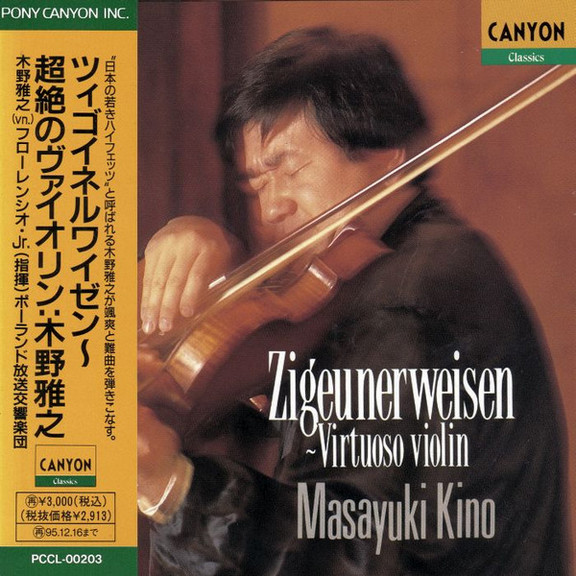 PONY CANYON INC.
"日本の若きハイフェッツ"と呼ばれる木野雅之が颯爽と難曲を弾きこなす。
ツィゴイネルワイゼン〜
超絶のヴァイオリン:木野雅之
木野雅之(vn.)フローレンシオ・Jr.(指揮)ポーランド放送交響楽団
CANYON
Classics
再¥3,000(税込)
(税抜価格¥2,913)
再95.12.16まで
PCCL-00203
CANYON
Classics
Zigeunerweisen
~Virtuoso violin
Masayuki Kino